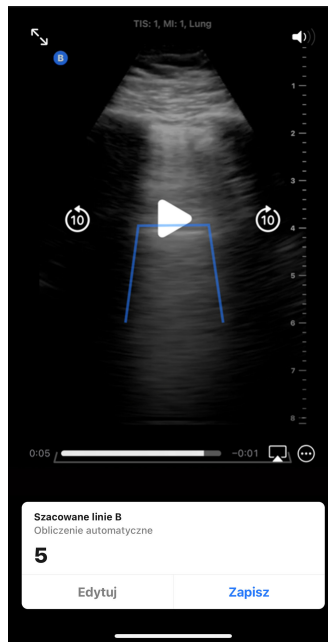 TIS: 1, MI: 1, Lung
B
1
2
3
10
10
4
5
6
7
8
0:05
-0:01
Szacowane linie B
Obliczenie automatyczne
5
Edytuj
Zapisz